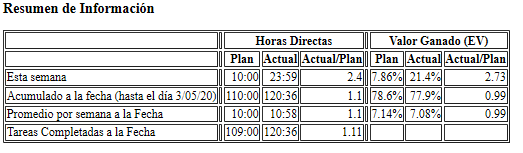 Resumen de Información
Horas Directas Valor Ganado (EV)
Plan Actual Actual/Plan Plan Actual Actual/Plan
Esta semana 10:00 23:59 2.4 7.86% 21.4% 2.73
Acumulado a la fecha (hasta el día 3/05/20) 110:00 120:36 1.1 78.6% 77.9% 0.99
Promedio por semana a la Fecha 10:00 10:58 1.1 7.14% 7.08% 0.99
Tareas Completadas a la Fecha 109:00 120:36 1.11